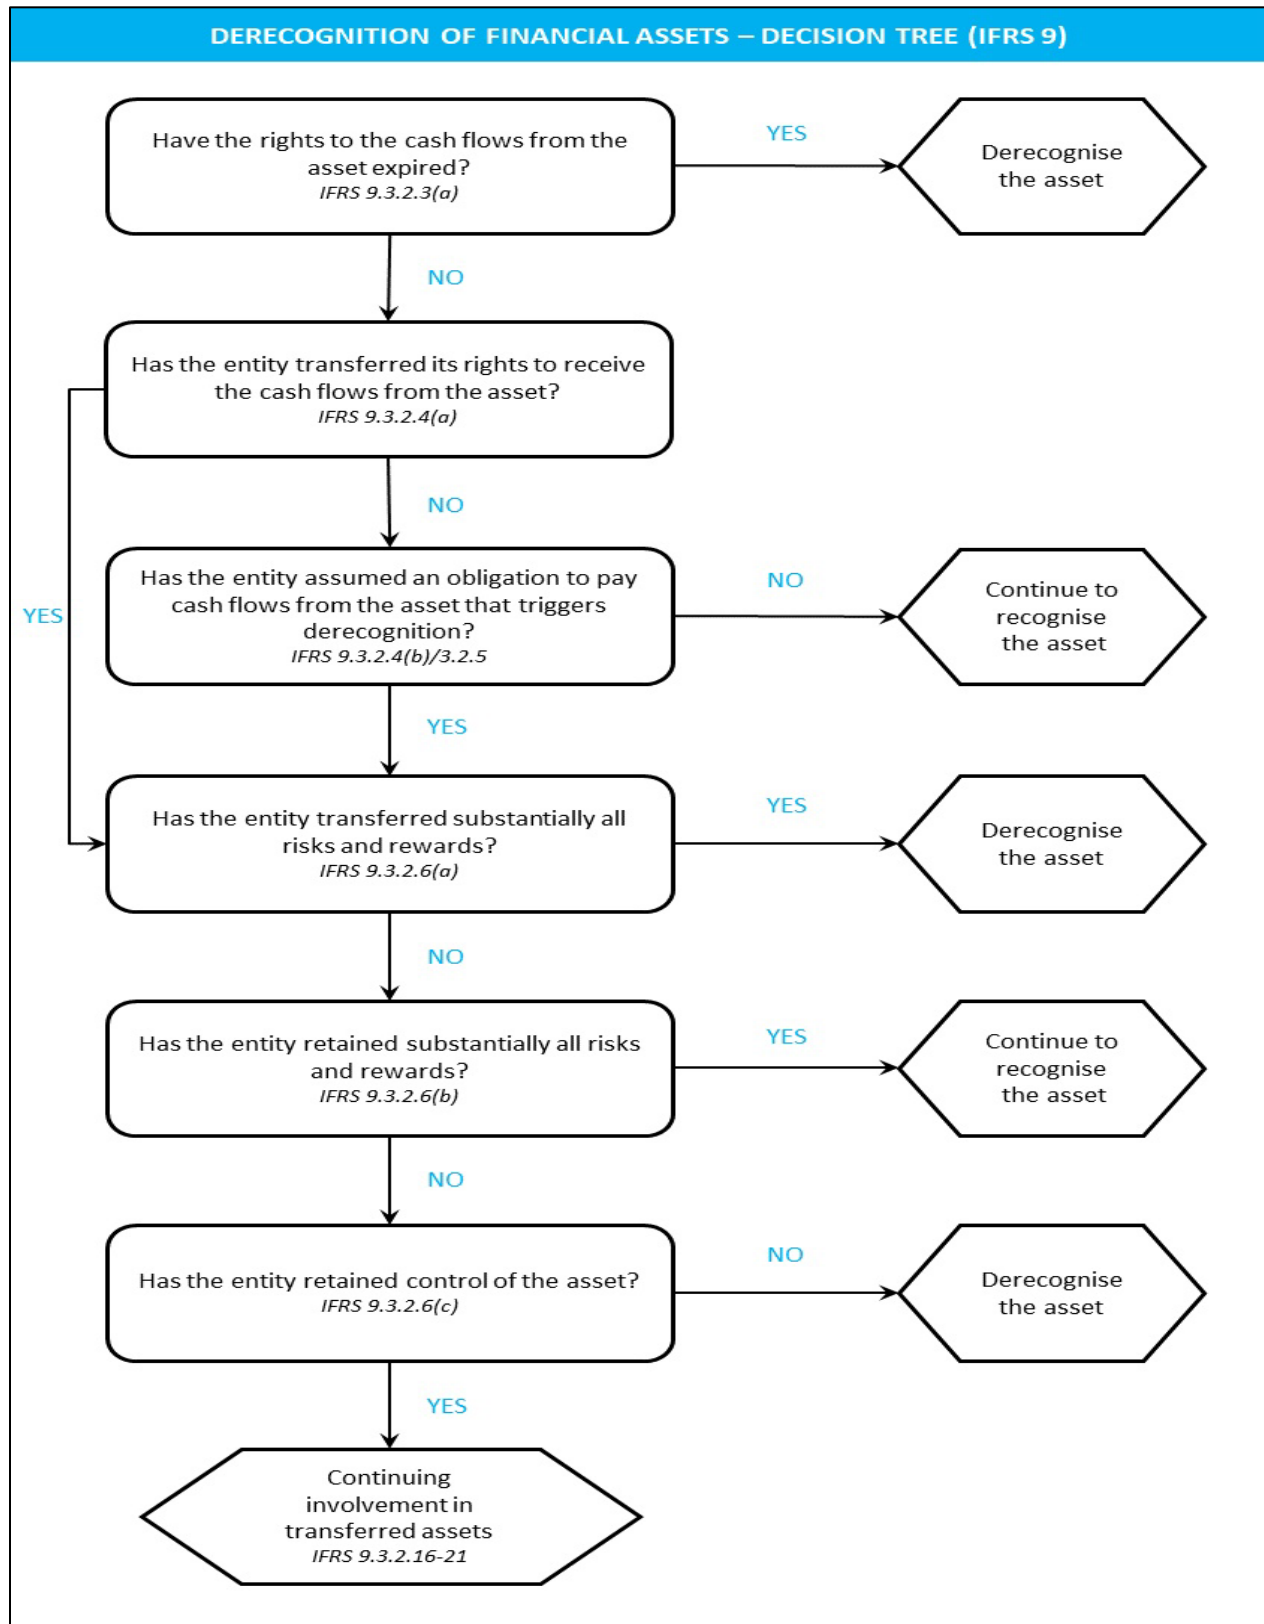 DERECOGNITION OF FINANCIAL ASSETS – DECISION TREE (IFRS 9)
Have the rights to the cash flows from the
asset expired?
IFRS 9.3.2.3(a)
YES
Derecognise
the asset
NO
Has the entity transferred its rights to receive
the cash flows from the asset?
IFRS 9.3.2.4(a)
NO
YES
Has the entity assumed an obligation to pay
cash flows from the asset that triggers
derecognition?
IFRS 9.3.2.4(b)/3.2.5
NO
Continue to
recognise
the asset
YES
Has the entity transferred substantially all
risks and rewards?
IFRS 9.3.2.6(a)
YES
Derecognise
the asset
NO
Has the entity retained substantially all risks
and rewards?
IFRS 9.3.2.6(b)
YES
Continue to
recognise
the asset
NO
Has the entity retained control of the asset?
IFRS 9.3.2.6(c)
NO
Derecognise
the asset
YES
Continuing
involvement in
transferred assets
IFRS 9.3.2.16-21